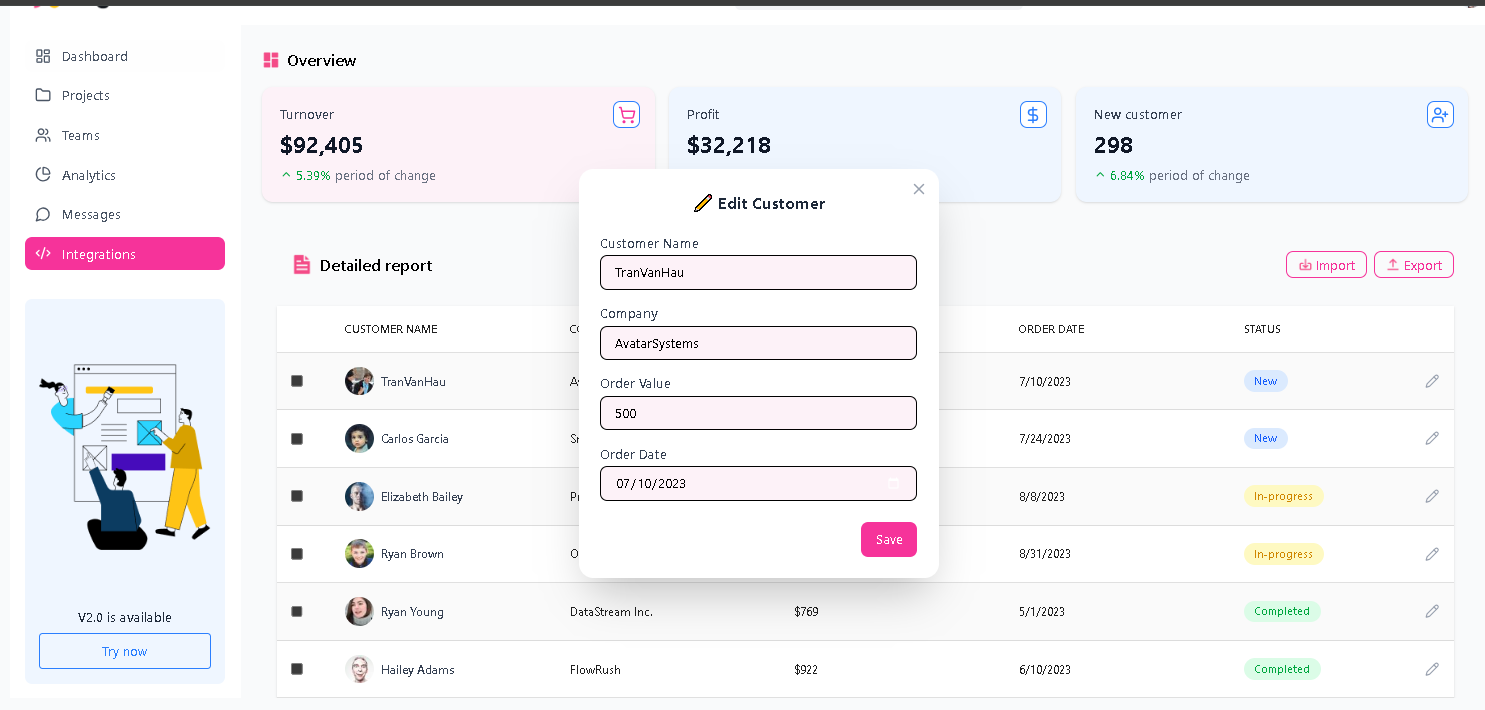 Dashboard
Projects
Teams
Analytics
Messages
Integrations
V2.0 is available
Try now
Overview
Turnover
$92,405
5.39% period of change
Profit
$32,218
New customer
298
6.84% period of change
Detailed report
Import
Export
CUSTOMER NAME ORDER DATE STATUS
TranVanHau 7/10/2023 New
Carlos Garcia 7/24/2023 New
Elizabeth Bailey 8/8/2023 In-progress
Ryan Brown 8/31/2023 In-progress
Ryan Young DataStream Inc. $769 5/1/2023 Completed
Hailey Adams FlowRush $922 6/10/2023 Completed
Edit Customer
Customer Name
TranVanHau
Company
AvatarSystems
Order Value
500
Order Date
07/10/2023
Save